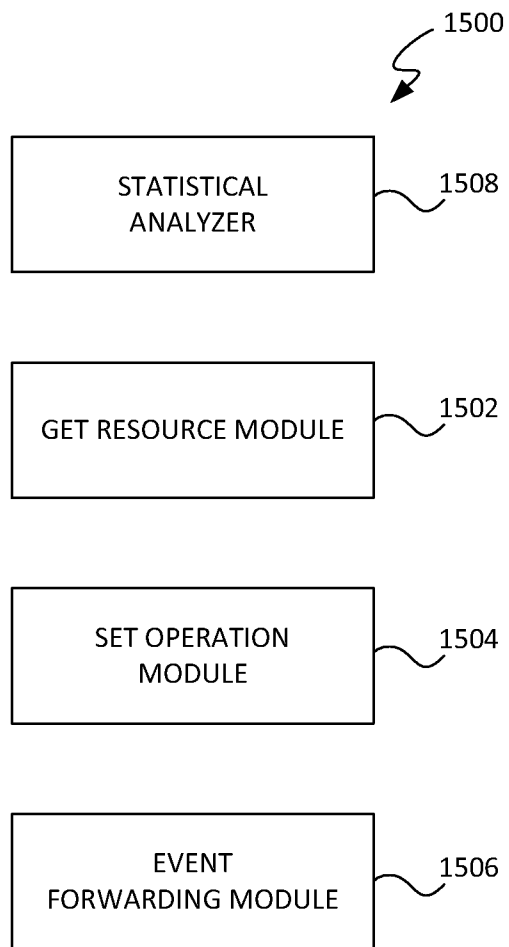 1500
STATISTICAL
ANALYZER
1508
GET RESOURCE MODULE
1502
SET OPERATION
MODULE
1504
EVENT
FORWARDING MODULE
1506